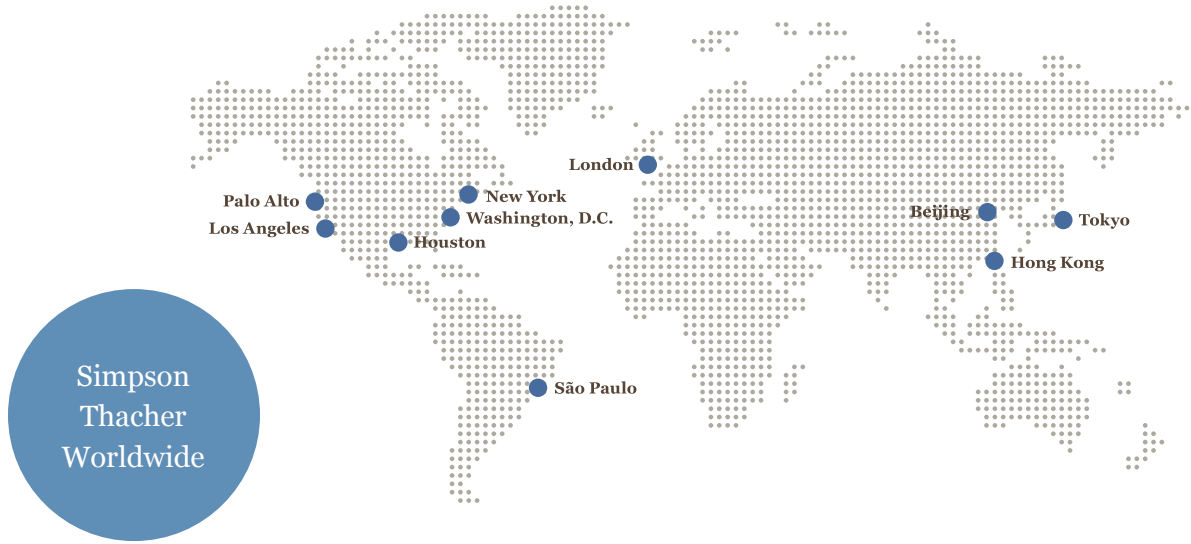 London
New York
Palo Alto
Beijing
Washington, D.C.
Tokyo
Los Angeles
Houston
Hong Kong
Simpson
Thacher
Worldwide
São Paulo